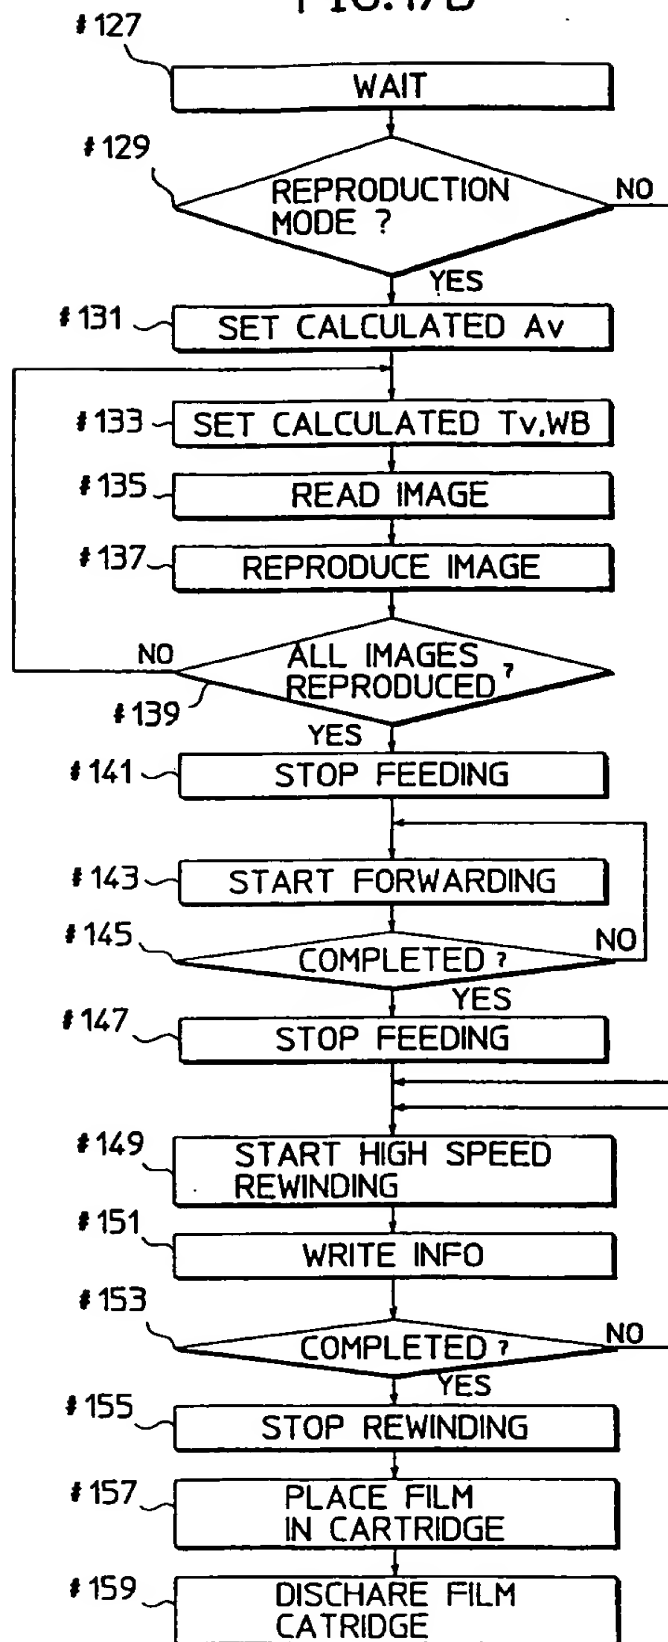 #127
WAIT
#129
REPRODUCTION
MODE ?
NO
YES
#131
SET CALCULATED Av
#133
SET CALCULATED Tv,WB
#135
READ IMAGE
#137
REPRODUCE IMAGE
NO
ALL IMAGES
REPRODUCED ?
#139
YES
#141
STOP FEEDING
#143
START FORWARDING
#145
COMPLETED ?
NO
YES
#147
STOP FEEDING
#149
START HIGH SPEED
REWINDING
#151
WRITE INFO
#153
COMPLETED ?
NO
YES
#155
STOP REWINDING
#157
PLACE FILM
IN CARTRIDGE
#159
DISCHARE FILM
CATRIDGE